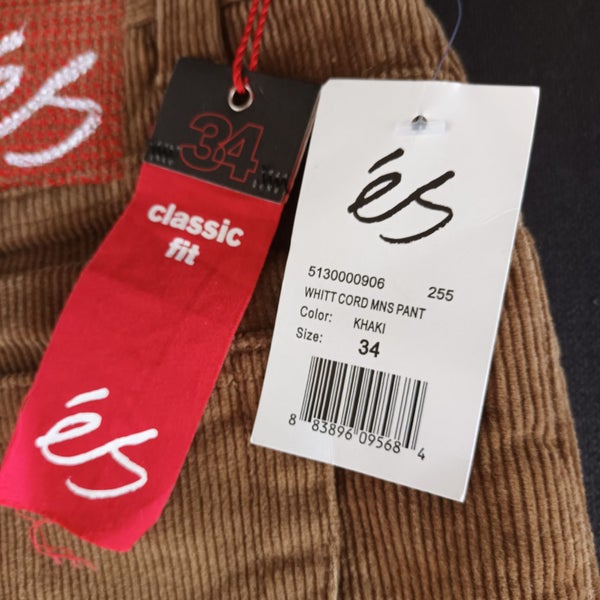 és
34
classic
fit
és
és
5130000906 255
WHITT CORD MNS PANT
Color: KHAKI
Size: 34
8 83896 09568 4